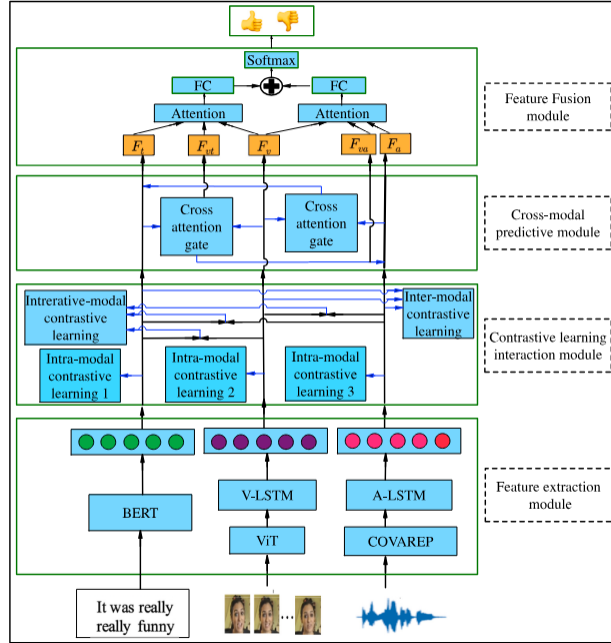 Softmax
FC
FC
Attention
Attention
Feature Fusion
module
F_t
F_vt
F_v
F_va
F_a
Cross
attention
gate
Cross
attention
gate
Cross-modal
predictive module
Intrerative-modal
contrastive
learning
Inter-modal
contrastive
learning
Contrastive learning
interaction module
Intra-modal
contrastive
learning 1
Intra-modal
contrastive
learning 2
Intra-modal
contrastive
learning 3
V-LSTM
A-LSTM
Feature extraction
module
BERT
ViT
COVAREP
It was really
really funny
...